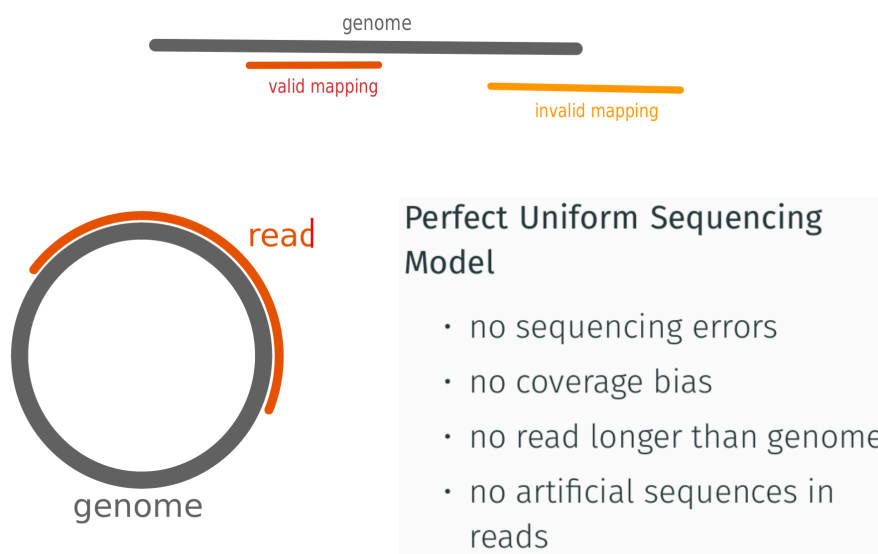 genome
valid mapping
invalid mapping
read
genome
Perfect Uniform Sequencing
Model
• no sequencing errors
• no coverage bias
• no read longer than genome
• no artificial sequences in
reads